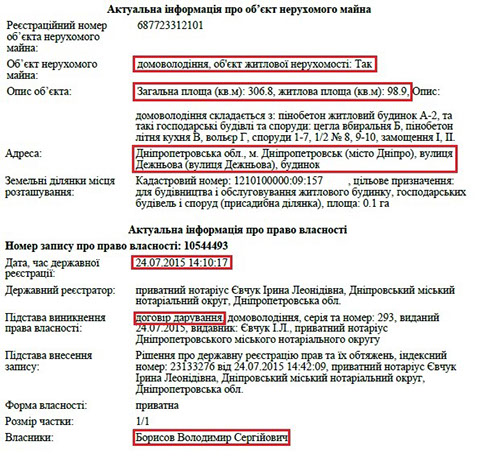 Актуальна інформація про об'єкт нерухомого майна
Реєстраційний номер 687723312101
об'єкта нерухомого
майна:
Об'єкт нерухомого домоволодіння, об'єкт житлової нерухомості: Так
майна:
Опис об'єкта: Загальна площа (кв.м): 306.8, житлова площа (кв.м): 98.9, Опис:
домоволодіння складається з: пінобетон житловий будинок А-2, та
такі господарські будівлі та споруди: цегла вбиральня Б, пінобетон
літня кухня В, вольєр Г, споруди 1-7, 1/2 № 8, 9-10, замощення I, II.
Адреса: Дніпропетровська обл., м. Дніпропетровськ (місто Дніпро), вулиця
Дежньова (вулиця Дежньова), будинок
Земельні ділянки місця Кадастровий номер: 1210100000:09:157 , цільове призначення:
розташування: для будівництва і обслуговування житлового будинку, господарських
будівель і споруд (присадибна ділянка), площа: 0.1 га
Актуальна інформація про право власності
Номер запису про право власності: 10544493
Дата, час державної 24.07.2015 14:10:17
реєстрації:
Державний реєстратор: приватний нотаріус Євчук Ірина Леонідівна, Дніпровський міський
нотаріальний округ, Дніпропетровська обл.
Підстава виникнення договір дарування, домоволодіння, серія та номер: 293, виданий
права власності: 24.07.2015, видавник: Євчук І.Л., приватний нотаріус
Дніпропетровського міського нотаріального округу
Підстава внесення Рішення про державну реєстрацію прав та їх обтяжень, індексний
запису: номер: 23133276 від 24.07.2015 14:42:09, приватний нотаріус Євчук
Ірина Леонідівна, Дніпровський міський нотаріальний округ,
Дніпропетровська обл.
Форма власності: приватна
Розмір частки: 1/1
Власники: Борисов Володимир Сергійович